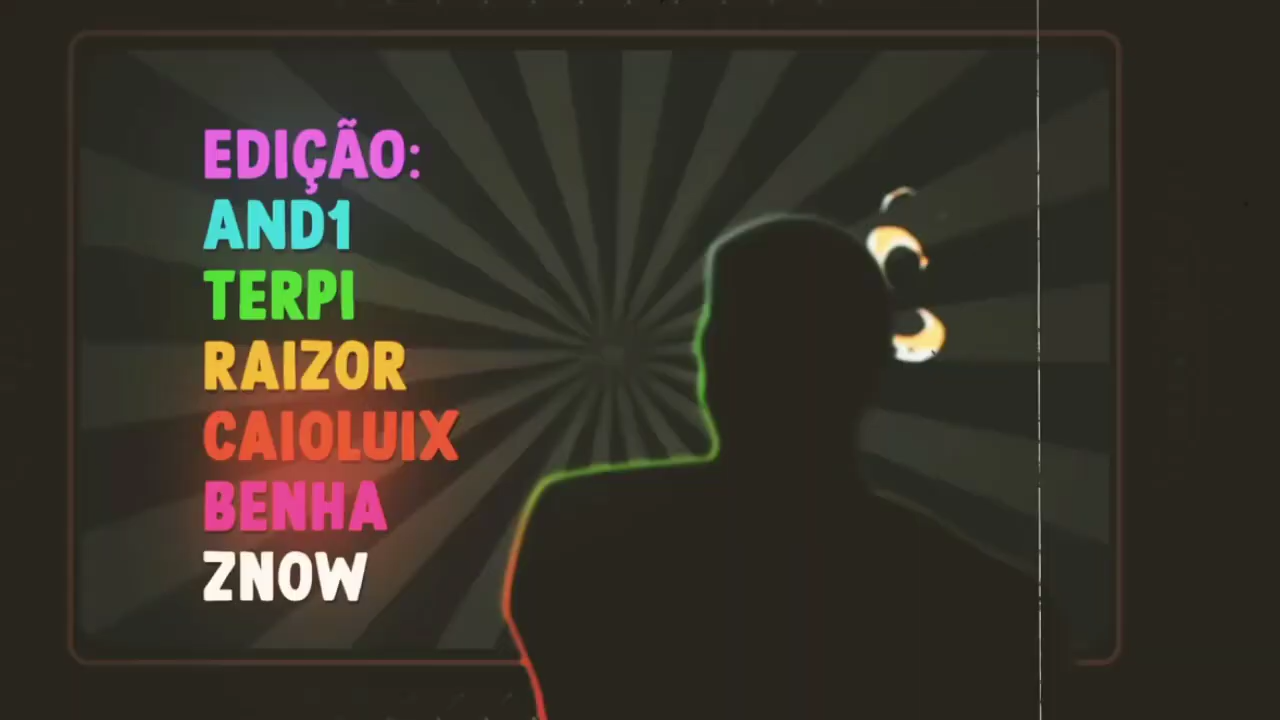 EDIÇÃO:
AND1
TERPI
RAIZOR
CAIOLUIX
BENHA
ZNOW